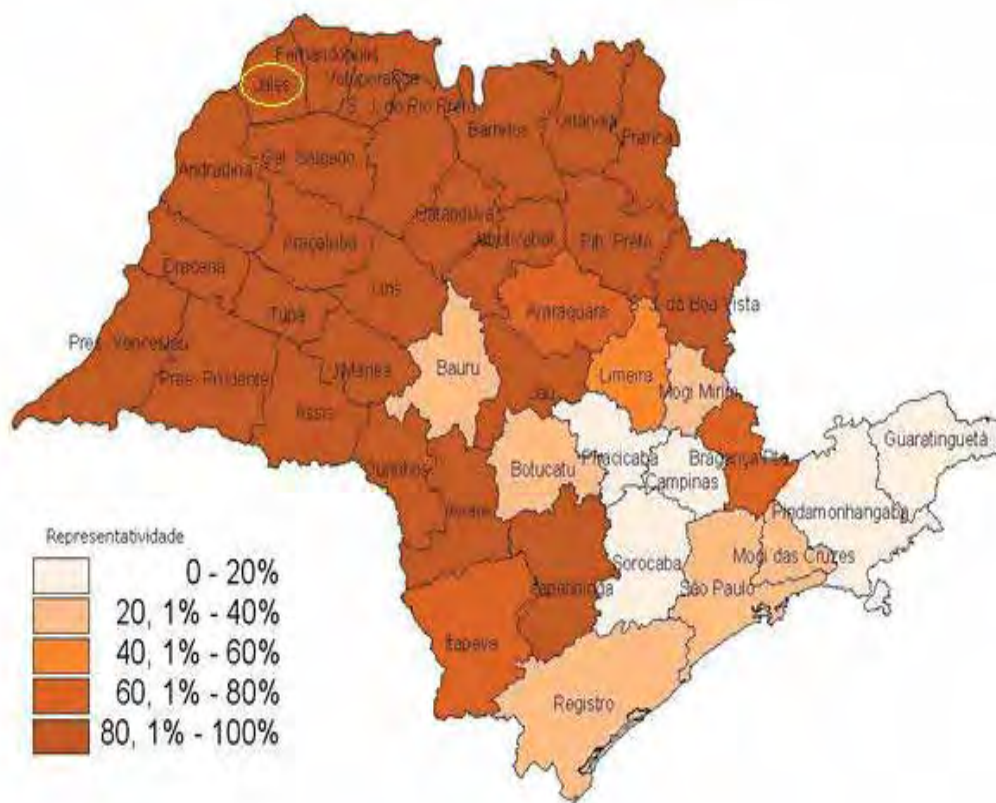 Fernandópolis
Votuporanga
Jales
S. J. do Rio Preto
Barretos
Orlândia
Franca
Gal. Salgado
Andradina
Catanduva
Jaboticabal
Rib. Preto
Araçatuba
Dracena
Lins
Araraquara
S. J. da Boa Vista
Tupã
Pres. Venceslau
Pres. Prudente
Marília
Bauru
Limeira
Mogi Mirim
Assis
Jaú
Guaratinguetá
Ourinhos
Botucatu
Piracicaba
Bragança Pta
Campinas
Avaré
Pindamonhangaba
Representatividade
Sorocaba
Mogi das Cruzes
0 - 20%
Itapetininga
São Paulo
20, 1% - 40%
Itapeva
40, 1% - 60%
60, 1% - 80%
Registro
80, 1% - 100%